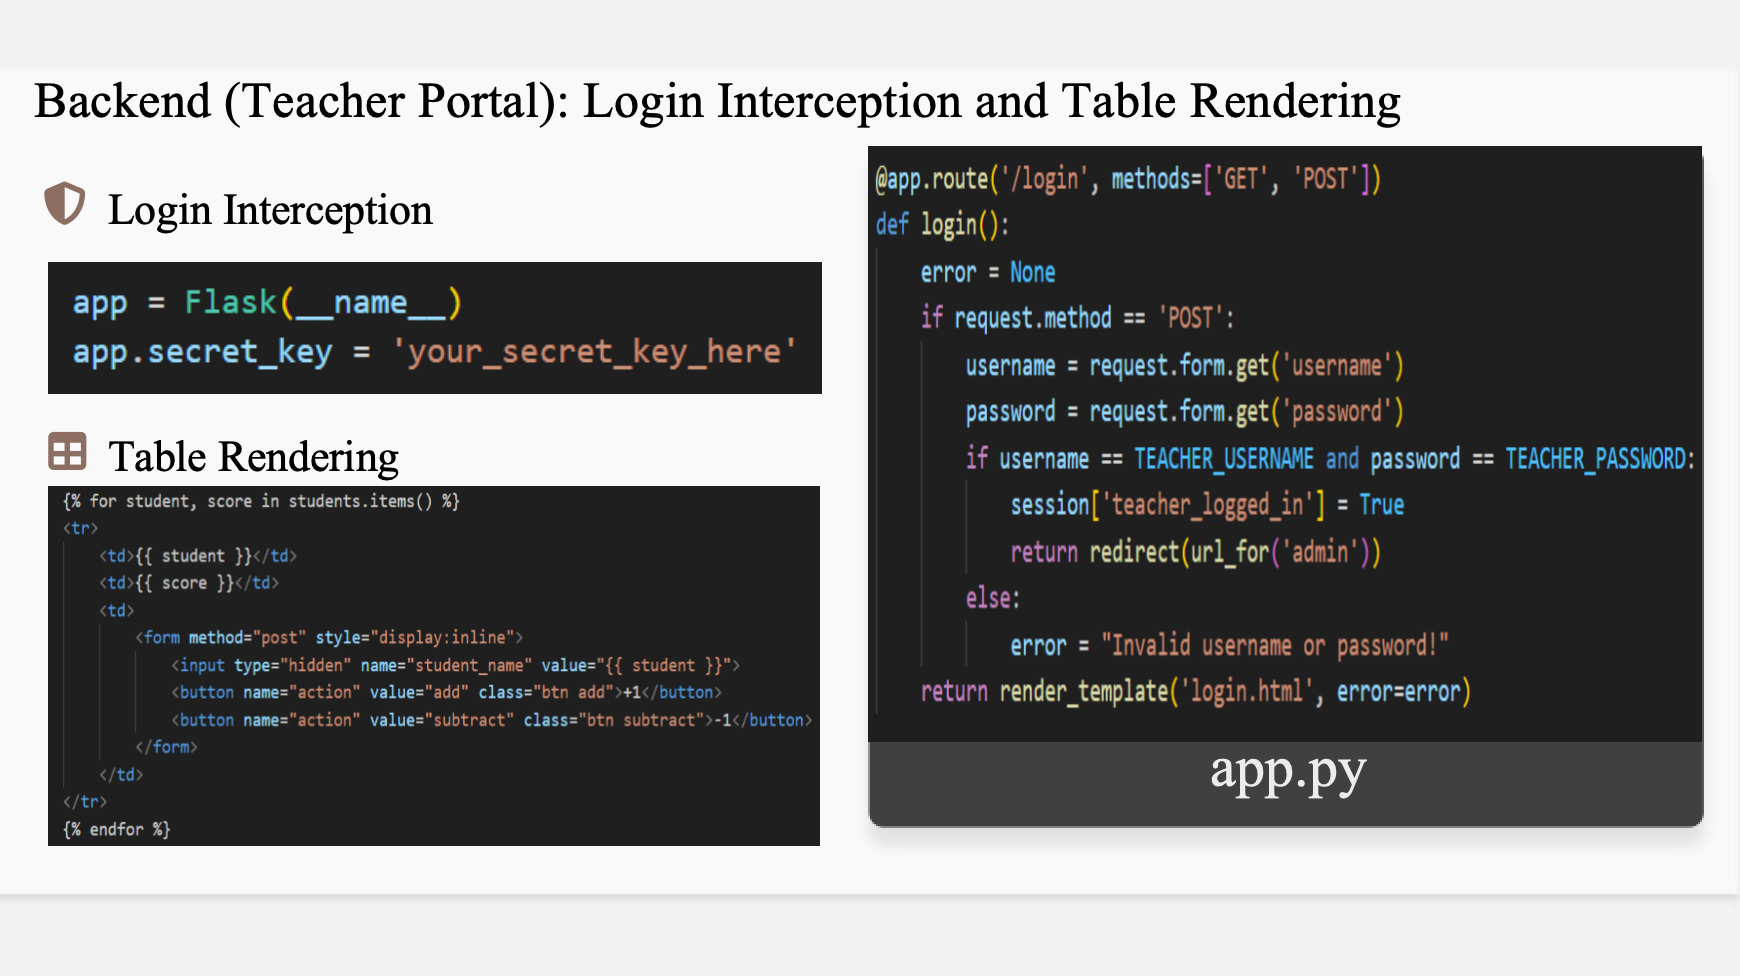 Backend (Teacher Portal): Login Interception and Table Rendering
Login Interception
app = Flask(__name__)
app.secret_key = 'your_secret_key_here'
Table Rendering
{% for student, score in students.items() %}
<tr>
<td>{{ student }}</td>
<td>{{ score }}</td>
<td>
<form method="post" style="display:inline">
<input type="hidden" name="student_name" value="{{ student }}">
<button name="action" value="add" class="btn add">+1</button>
<button name="action" value="subtract" class="btn subtract">-1</button>
</form>
</td>
</tr>
{% endfor %}
@app.route('/login', methods=['GET', 'POST'])
def login():
error = None
if request.method == 'POST':
username = request.form.get('username')
password = request.form.get('password')
if username == TEACHER_USERNAME and password == TEACHER_PASSWORD:
session['teacher_logged_in'] = True
return redirect(url_for('admin'))
else:
error = "Invalid username or password!"
return render_template('login.html', error=error)
app.py